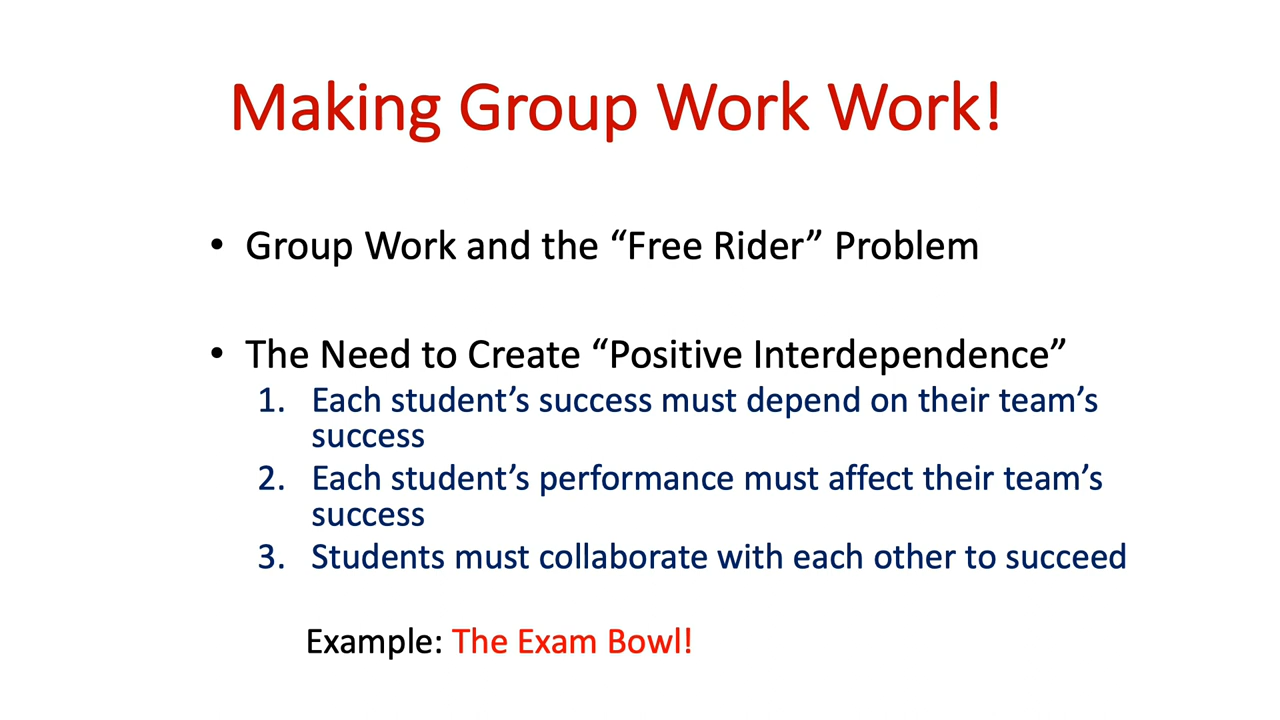 Making Group Work Work!
• Group Work and the “Free Rider” Problem
• The Need to Create “Positive Interdependence”
1. Each student’s success must depend on their team’s
success
2. Each student’s performance must affect their team’s
success
3. Students must collaborate with each other to succeed
Example: The Exam Bowl!